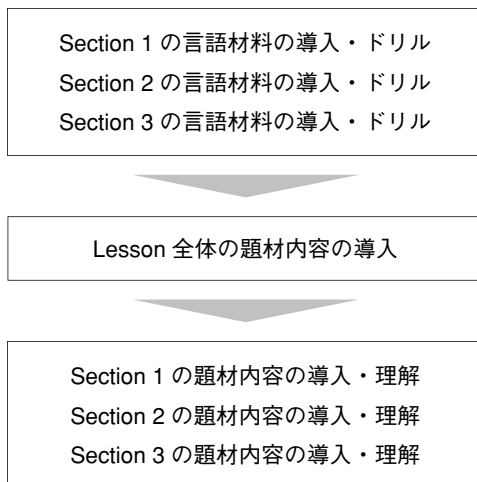 Section 1 の言語材料の導入・ドリル
Section 2 の言語材料の導入・ドリル
Section 3 の言語材料の導入・ドリル
Lesson 全体の題材内容の導入
Section 1 の題材内容の導入・理解
Section 2 の題材内容の導入・理解
Section 3 の題材内容の導入・理解